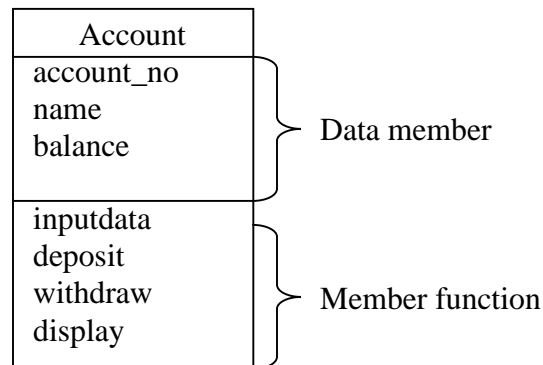 Account
account_no
name
balance
Data member
inputdata
deposit
withdraw
display
Member function